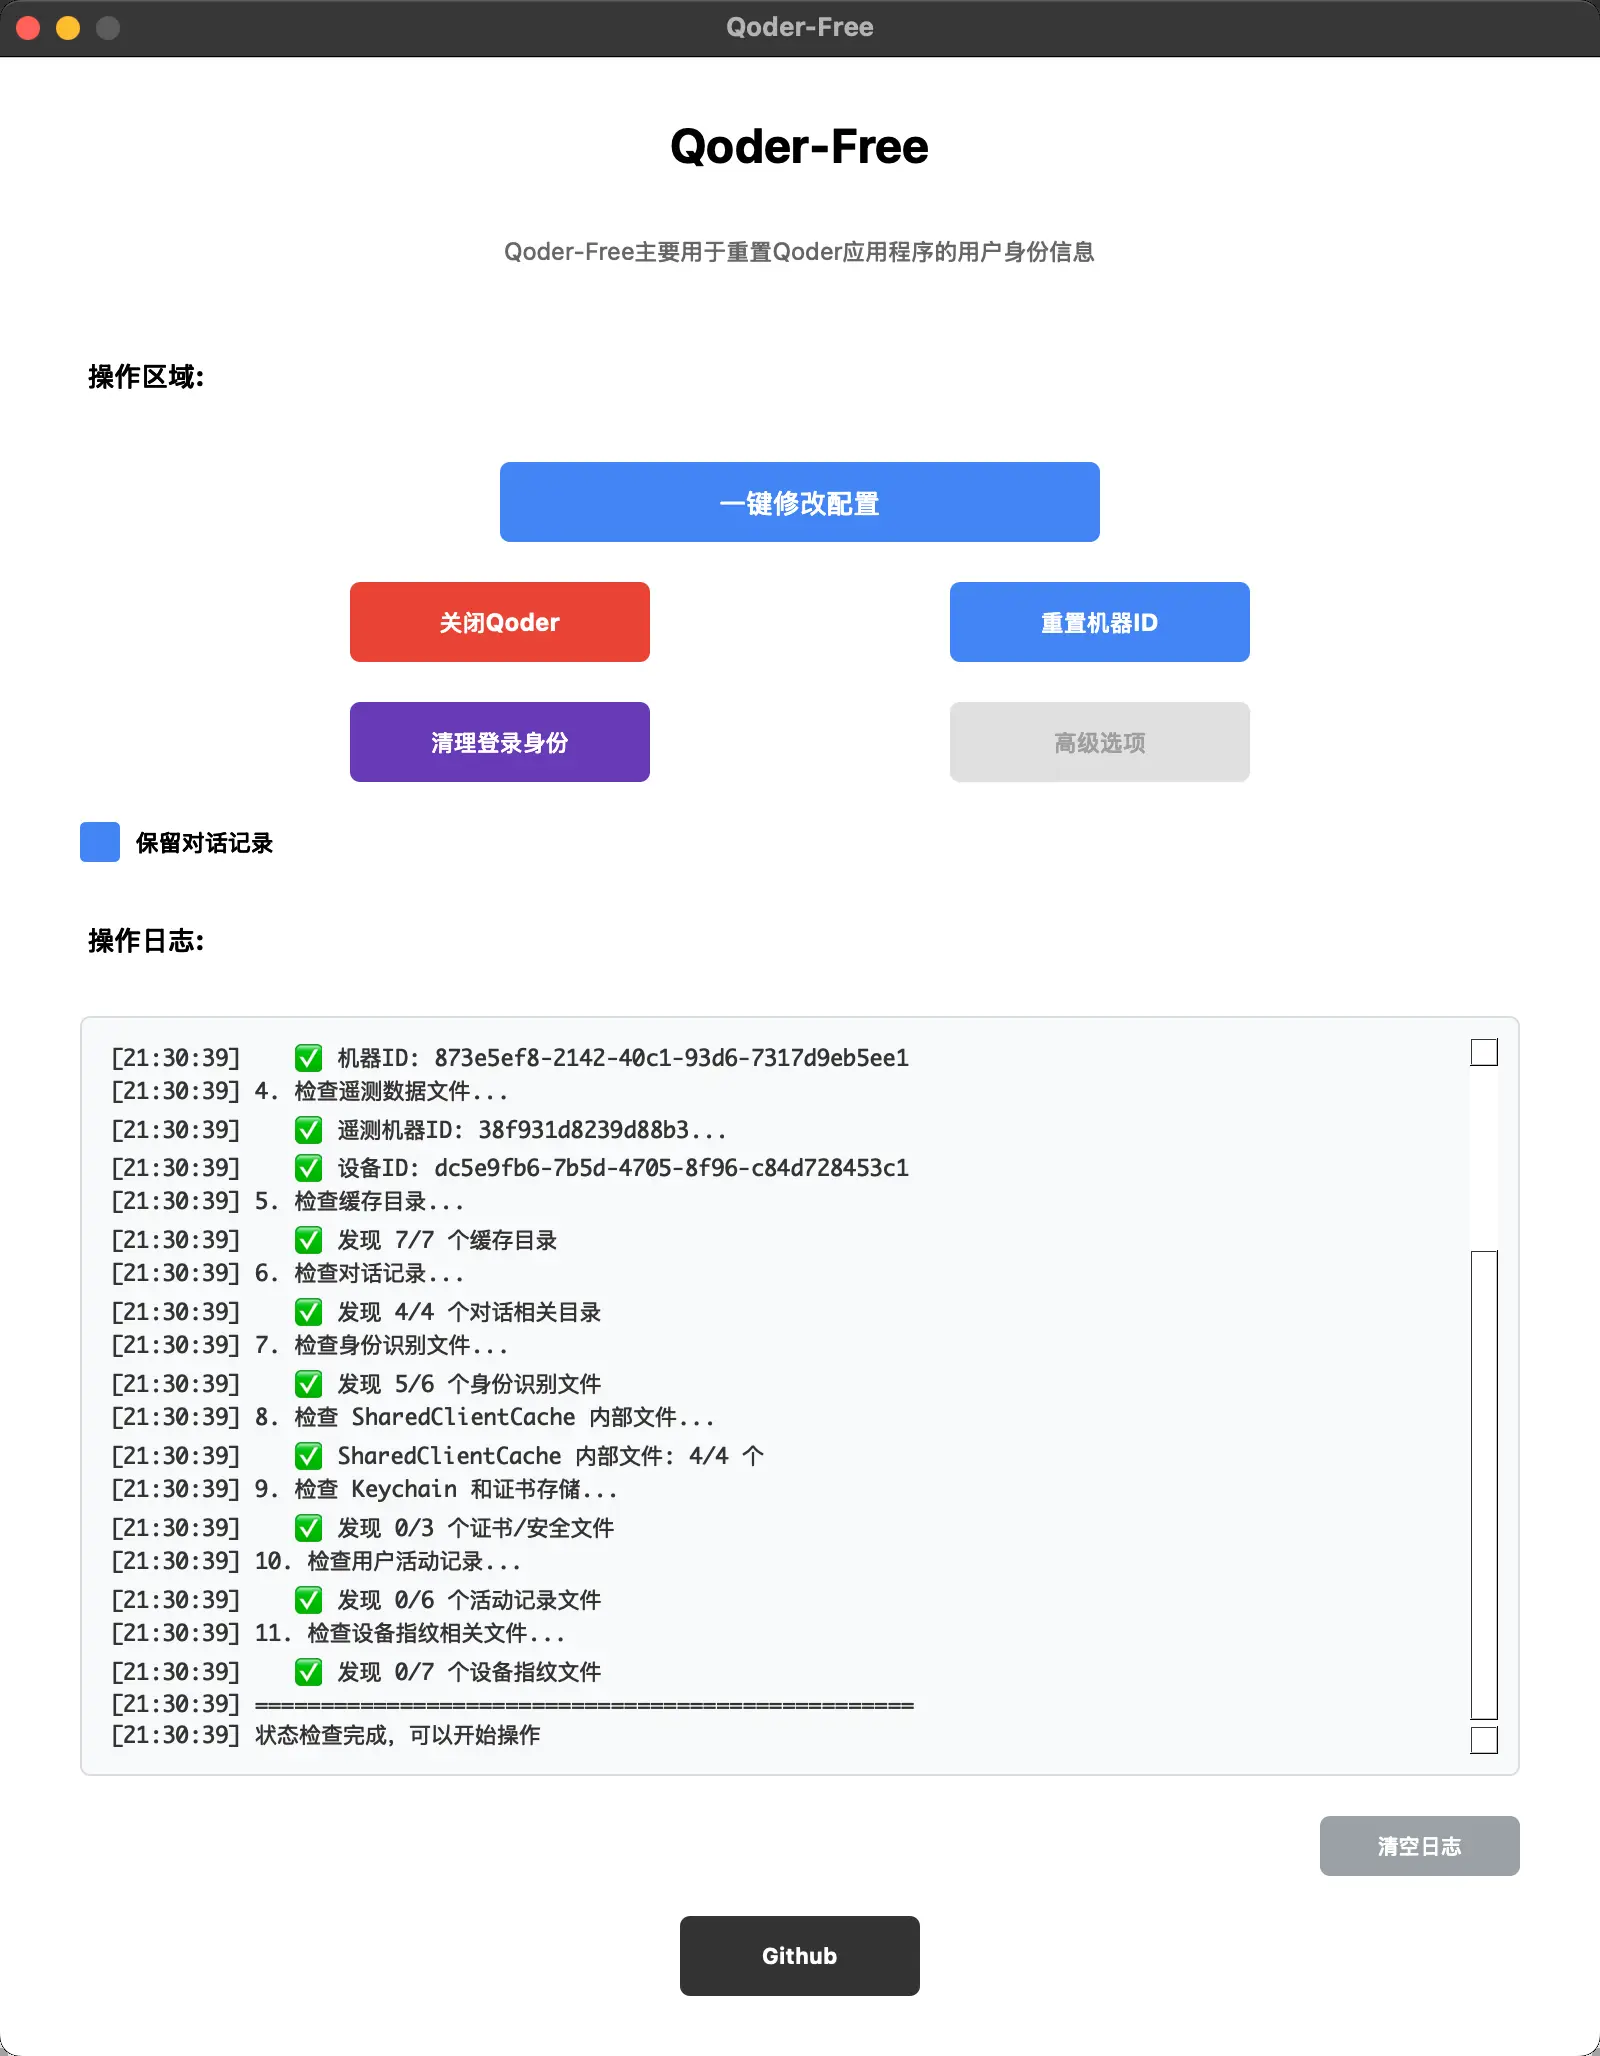 Qoder-Free
Qoder-Free
Qoder-Free主要用于重置Qoder应用程序的用户身份信息
操作区域:
一键修改配置
关闭Qoder
重置机器ID
清理登录身份
高级选项
保留对话记录
操作日志:
[21:30:39]    ✅ 机器ID: 873e5ef8-2142-40c1-93d6-7317d9eb5ee1
[21:30:39] 4. 检查遥测数据文件...
[21:30:39]    ✅ 遥测机器ID: 38f931d8239d88b3...
[21:30:39]    ✅ 设备ID: dc5e9fb6-7b5d-4705-8f96-c84d728453c1
[21:30:39] 5. 检查缓存目录...
[21:30:39]    ✅ 发现 7/7 个缓存目录
[21:30:39] 6. 检查对话记录...
[21:30:39]    ✅ 发现 4/4 个对话相关目录
[21:30:39] 7. 检查身份识别文件...
[21:30:39]    ✅ 发现 5/6 个身份识别文件
[21:30:39] 8. 检查 SharedClientCache 内部文件...
[21:30:39]    ✅ SharedClientCache 内部文件: 4/4 个
[21:30:39] 9. 检查 Keychain 和证书存储...
[21:30:39]    ✅ 发现 0/3 个证书/安全文件
[21:30:39] 10. 检查用户活动记录...
[21:30:39]    ✅ 发现 0/6 个活动记录文件
[21:30:39] 11. 检查设备指纹相关文件...
[21:30:39]    ✅ 发现 0/7 个设备指纹文件
[21:30:39] ==================================================
[21:30:39] 状态检查完成，可以开始操作
清空日志
Github